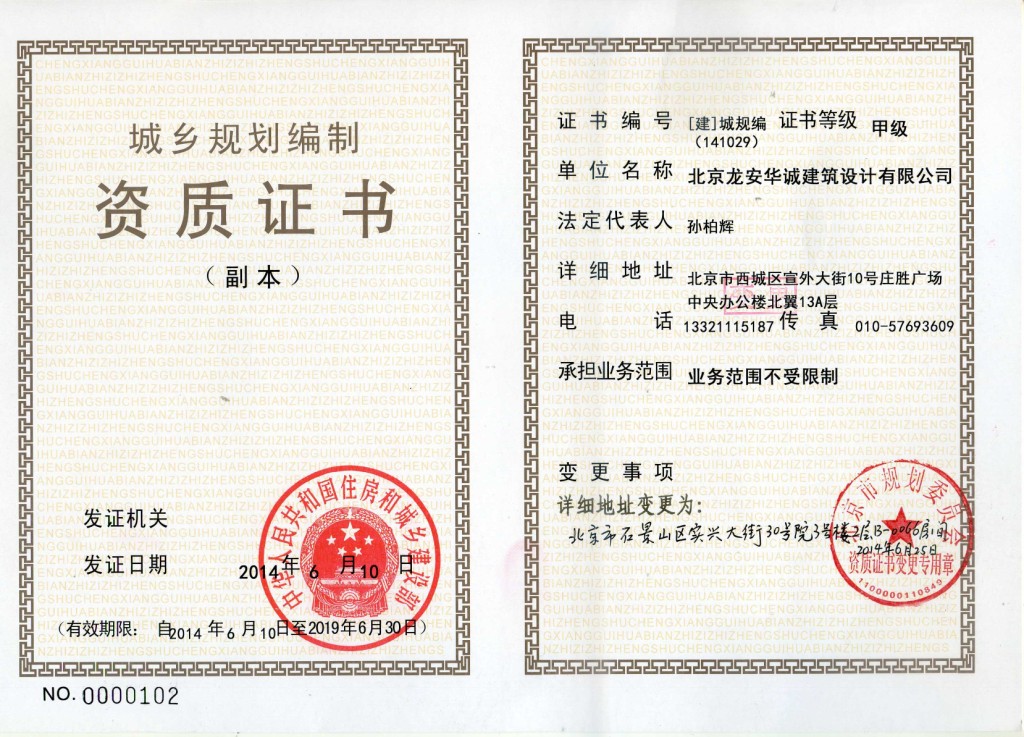 城乡规划编制
资质证书
（副本）
发证机关
发证日期 2014年 6 月10 日
（有效期限： 自2014 年 6 月 10日至2019年6月30日）
中华人民共和国住房和城乡建设部
NO. 0000102
证书编号 [建]城规编 证书等级 甲级
（141029）
单位名称 北京龙安华诚建筑设计有限公司
法定代表人 孙柏辉
详细地址 北京市西城区宣外大街10号庄胜广场
中央办公楼北翼13A层
电话 13321115187 传真 010-57693609
承担业务范围 业务范围不受限制
变更事项
详细地址变更为：
北京市石景山区实兴大街30号院3号楼2层B-0060房间
2014年6月25日
北京市规划委员会
资质证书变更专用章
1100000110849